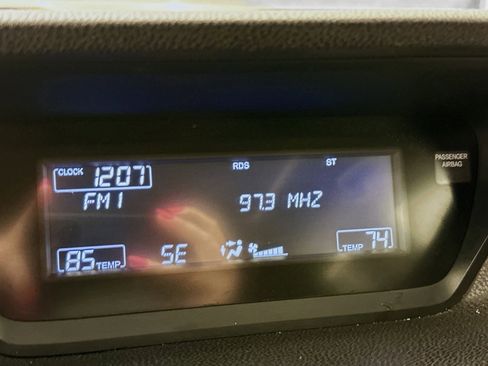 RDS ST
CLOCK 1207
FM1 97.3 MHZ
PASSENGER
AIRBAG
85 TEMP SE TEMP 74